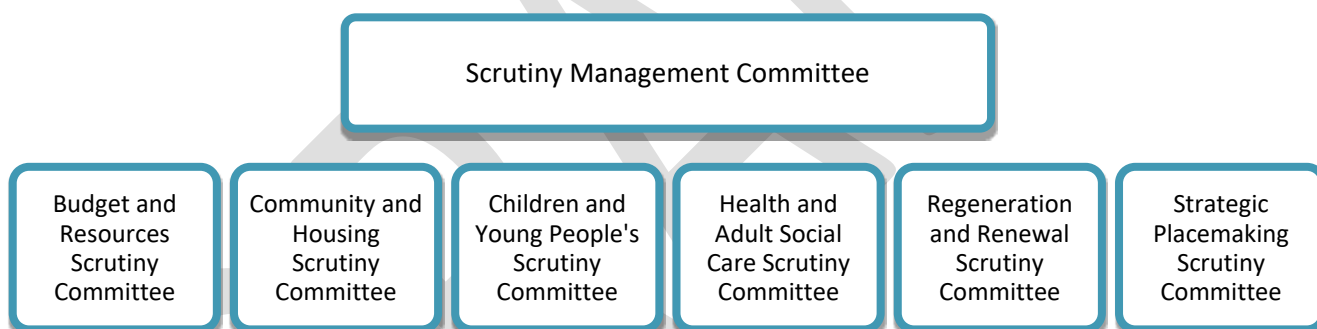 Scrutiny Management Committee
Budget and
Resources
Scrutiny
Committee
Community and
Housing
Scrutiny
Committee
Children and
Young People's
Scrutiny
Committee
Health and
Adult Social
Care Scrutiny
Committee
Regeneration
and Renewal
Scrutiny
Committee
Strategic
Placemaking
Scrutiny
Committee